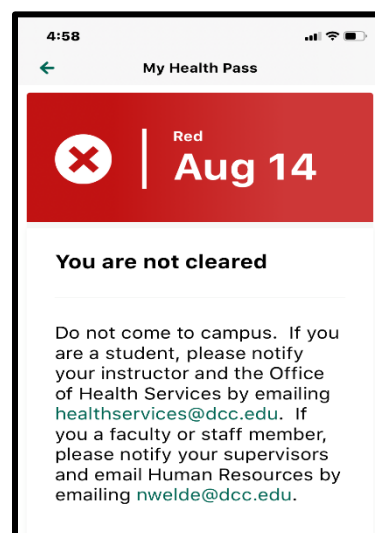 4:58
My Health Pass
Red
Aug 14
You are not cleared
Do not come to campus.  If you
are a student, please notify
your instructor and the Office
of Health Services by emailing
healthservices@dcc.edu.  If
you a faculty or staff member,
please notify your supervisors
and email Human Resources by
emailing nwelde@dcc.edu.